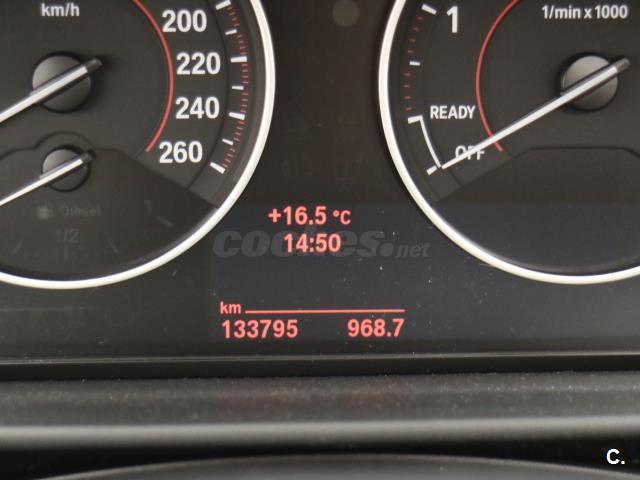 km/h
200
220
240
260
Diesel
1/2
1
1
1/min x 1000
READY
OFF
+16.5 °C
14:50
coches.net
km
133795 968.7
C.